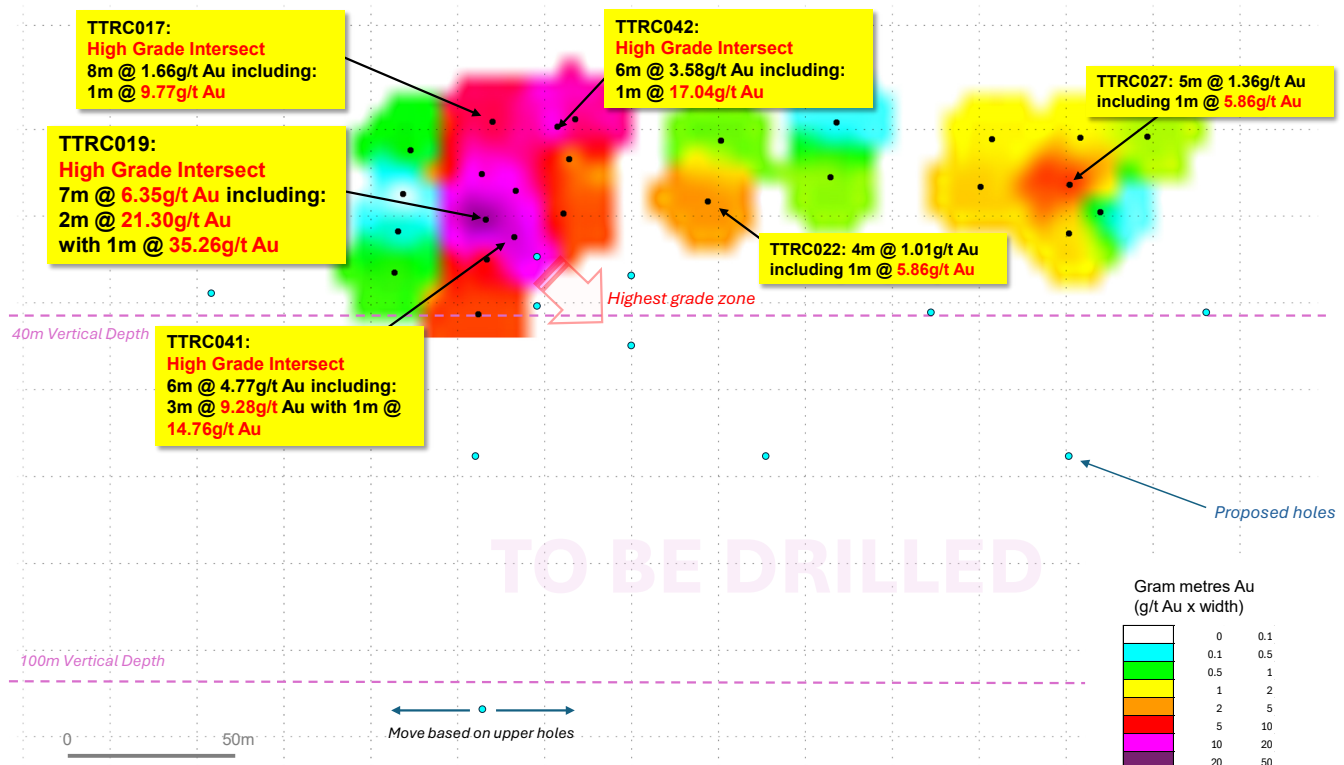 TTRC017:
High Grade Intersect
8m @ 1.66g/t Au including:
1m @ 9.77g/t Au
TTRC042:
High Grade Intersect
6m @ 3.58g/t Au including:
1m @ 17.04g/t Au
TTRC027: 5m @ 1.36g/t Au
including 1m @ 5.86g/t Au
TTRC019:
High Grade Intersect
7m @ 6.35g/t Au including:
2m @ 21.30g/t Au
with 1m @ 35.26g/t Au
TTRC022: 4m @ 1.01g/t Au
including 1m @ 5.86g/t Au
Highest grade zone
40m Vertical Depth
TTRC041:
High Grade Intersect
6m @ 4.77g/t Au including:
3m @ 9.28g/t Au with 1m @
14.76g/t Au
Proposed holes
TO BE DRILLED
Gram metres Au
(g/t Au x width)
0 0.1
0.1 0.5
0.5 1
1 2
2 5
5 10
10 20
20 50
100m Vertical Depth
Move based on upper holes
0 50m